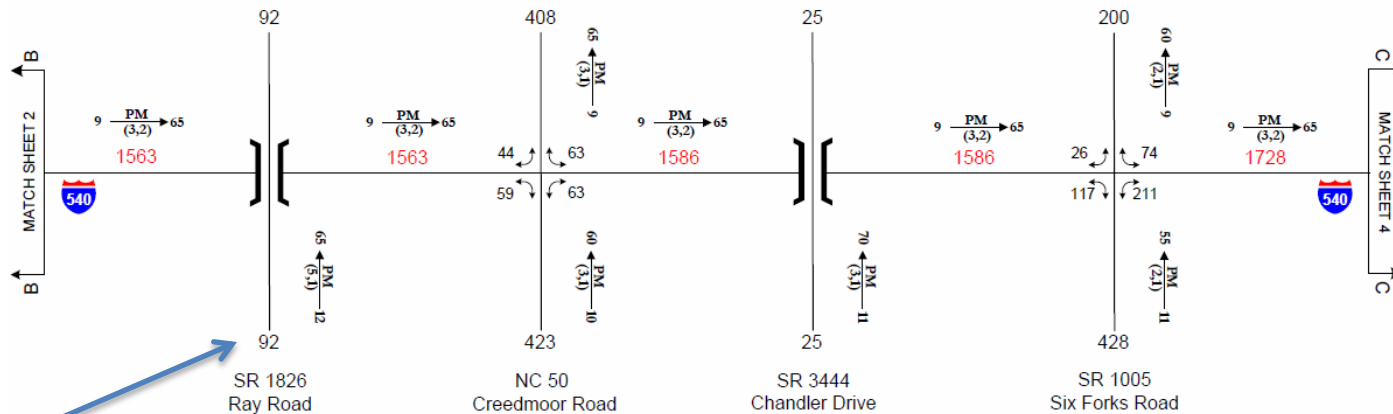 92
408
25
200
B
MATCH SHEET 2
B
540
9 PM 65
(3,2)
1563
65
PM
(5,1)
12
9 PM 65
(3,2)
1563
65
PM
(3,1)
9
44
63
59
63
60
PM
(3,1)
10
9 PM 65
(3,2)
1586
70
PM
(3,1)
11
9 PM 65
(3,2)
1586
60
PM
(2,1)
9
26
74
117
211
55
PM
(2,1)
11
9 PM 65
(3,2)
1728
540
C
MATCH SHEET 4
C
92
423
25
428
SR 1826
Ray Road
NC 50
Creedmoor Road
SR 3444
Chandler Drive
SR 1005
Six Forks Road